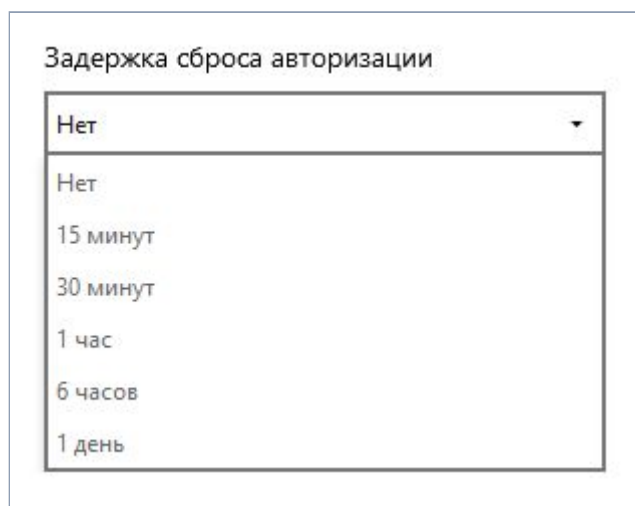 Задержка сброса авторизации
Нет
Нет
15 минут
30 минут
1 час
6 часов
1 день